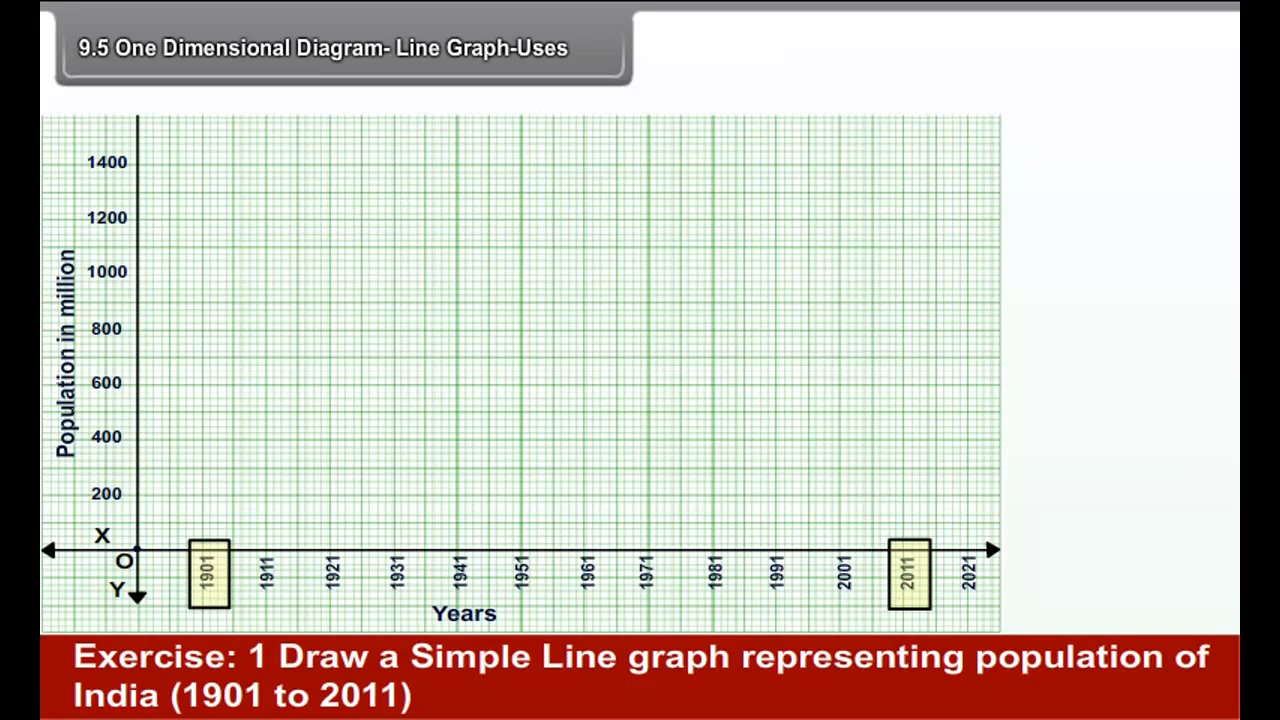 9.5 One Dimensional Diagram- Line Graph-Uses
1400
1200
1000
800
600
400
200
Population in million
X
O
Y
1901 1911 1921 1931 1941 1951 1961 1971 1981 1991 2001 2011 2021
Years
Exercise: 1 Draw a Simple Line graph representing population of
India (1901 to 2011)